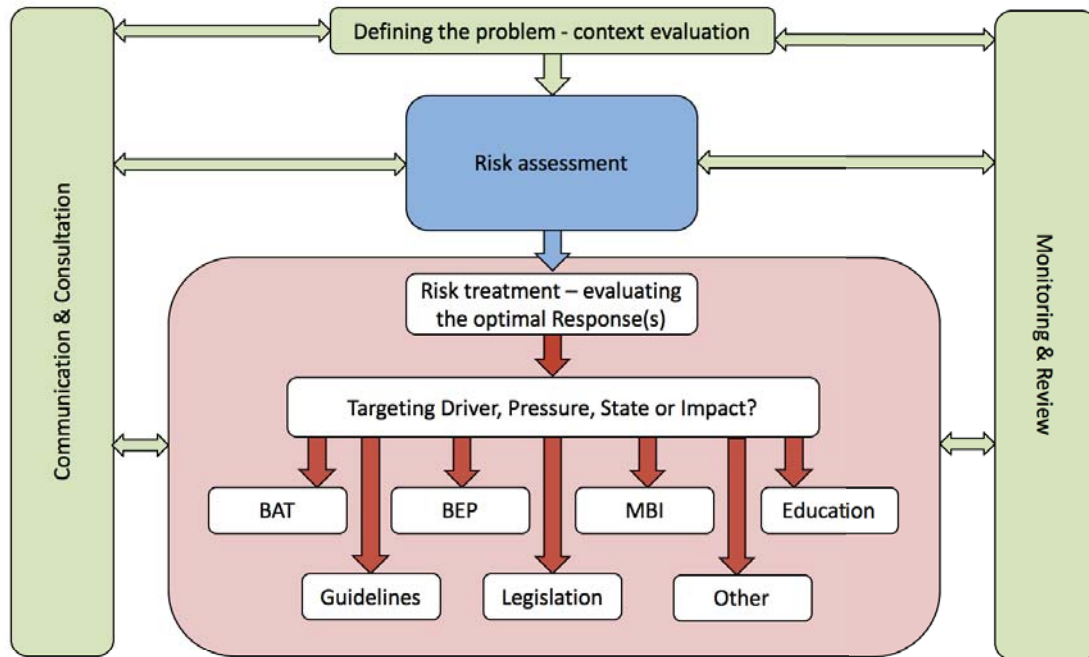 Defining the problem - context evaluation
Communication & Consultation
Risk assessment
Monitoring & Review
Risk treatment – evaluating
the optimal Response(s)
Targeting Driver, Pressure, State or Impact?
BAT
BEP
MBI
Education
Guidelines
Legislation
Other